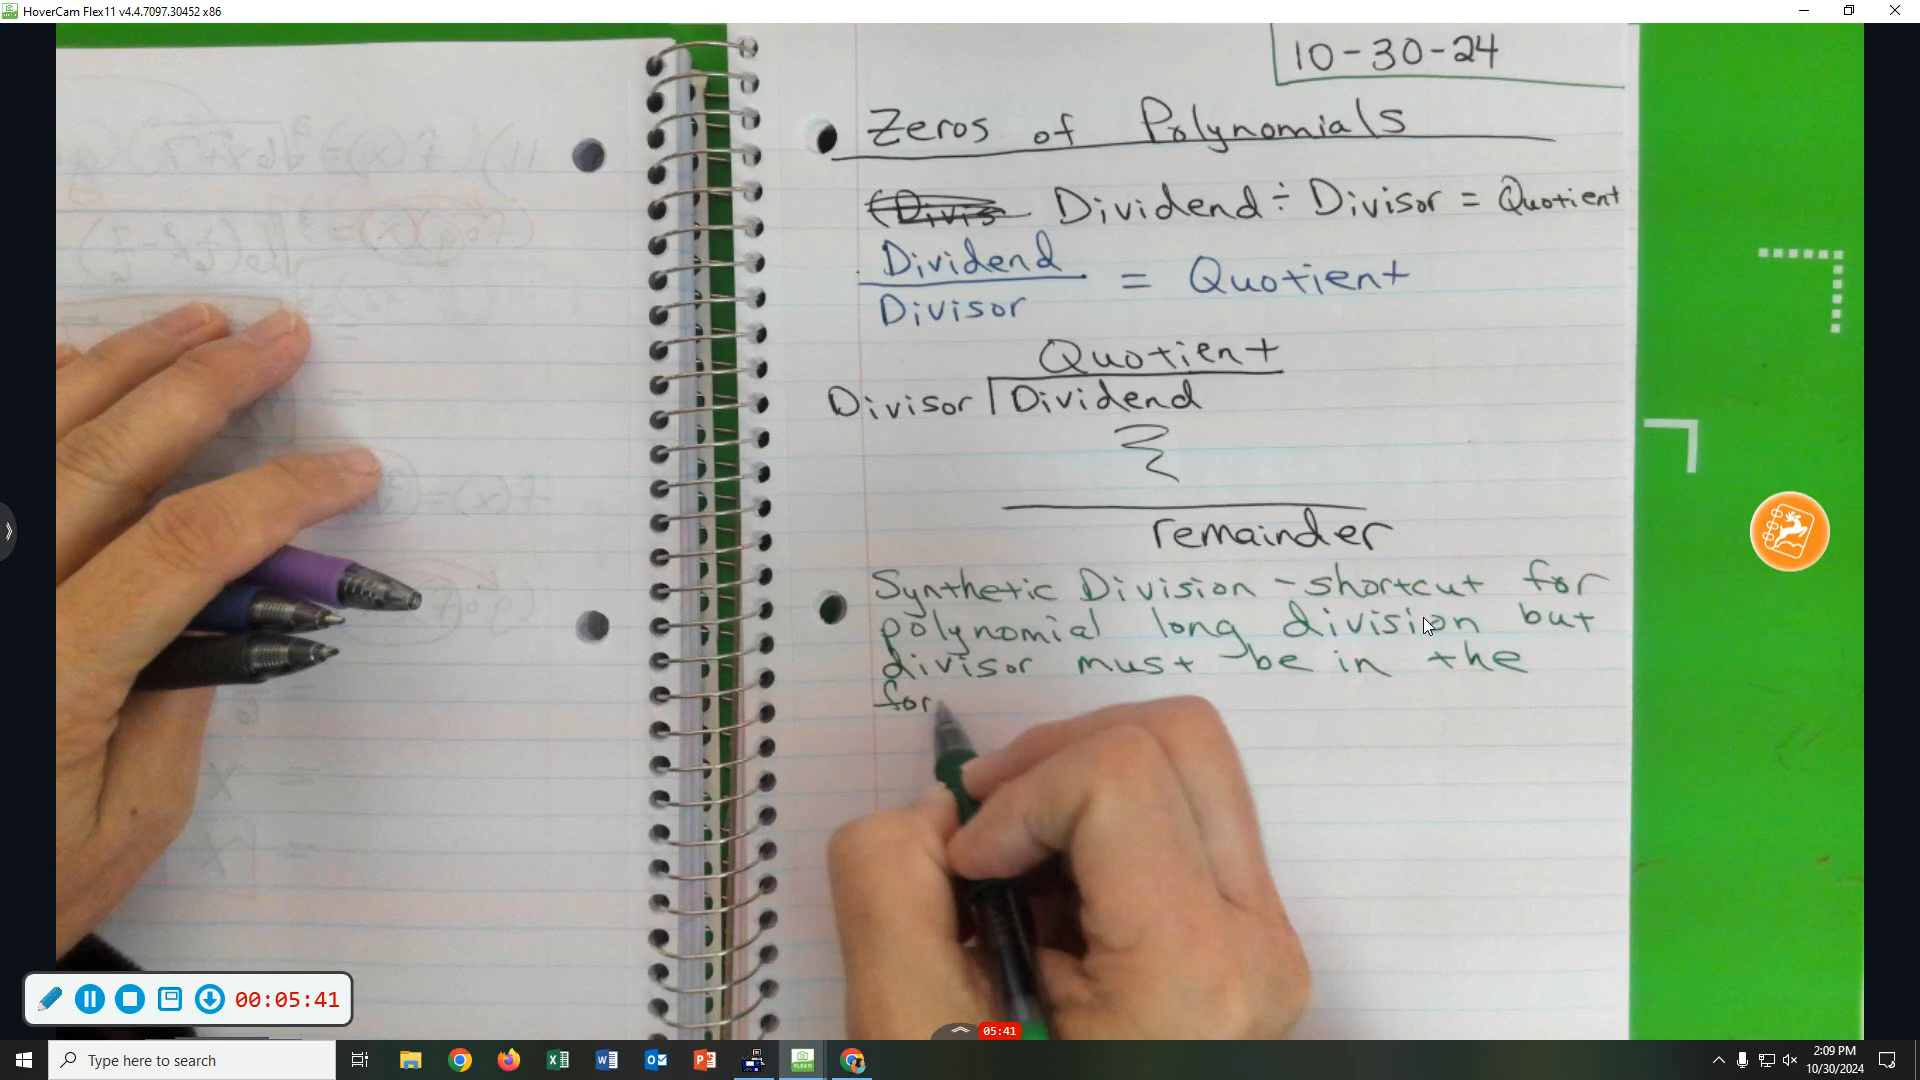 HoverCam Flex11 v4.4.7097.30452 x86
10-30-24
Zeros of Polynomials
Dividend ÷ Divisor = Quotient
Dividend
Divisor
= Quotient
Quotient
Divisor Dividend
remainder
Synthetic Division - shortcut for
polynomial long division but
divisor must be in the
for
00:05:41
05:41
Type here to search
2:09 PM
10/30/2024